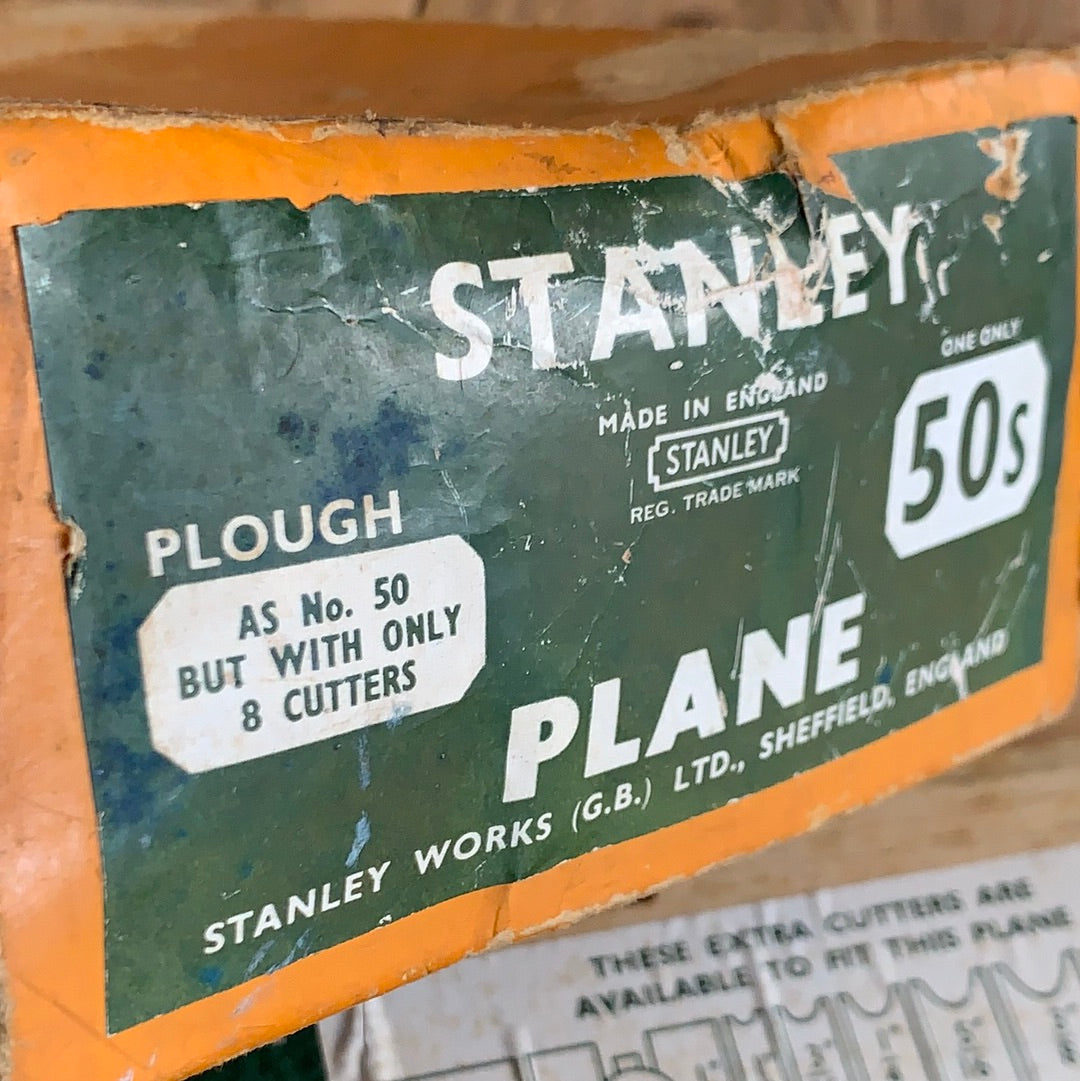 STANLEY
ONE ONLY
50s
MADE IN ENGLAND
STANLEY
REG. TRADE MARK
PLOUGH
AS No. 50
BUT WITH ONLY
8 CUTTERS
PLANE
STANLEY WORKS (G.B.) LTD., SHEFFIELD, ENGLAND
THESE EXTRA CUTTERS ARE
AVAILABLE TO FIT THIS PLANE